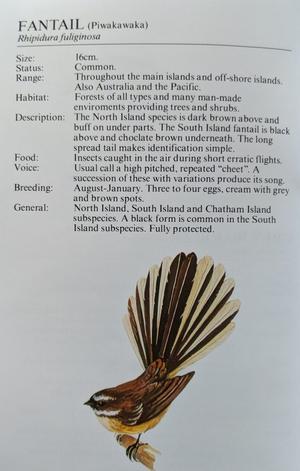 FANTAIL (Piwakawaka)
Rhipidura fuliginosa
Size: 16cm.
Status: Common.
Range: Throughout the main islands and off-shore islands.
Also Australia and the Pacific.
Habitat: Forests of all types and many man-made
enviroments providing trees and shrubs.
Description: The North Island species is dark brown above and
buff on under parts. The South Island fantail is black
above and choclate brown underneath. The long
spread tail makes identification simple.
Food: Insects caught in the air during short erratic flights.
Voice: Usual call a high pitched, repeated "cheet". A
succession of these with variations produce its song.
Breeding: August-January. Three to four eggs, cream with grey
and brown spots.
General: North Island, South Island and Chatham Island
subspecies. A black form is common in the South
Island subspecies. Fully protected.